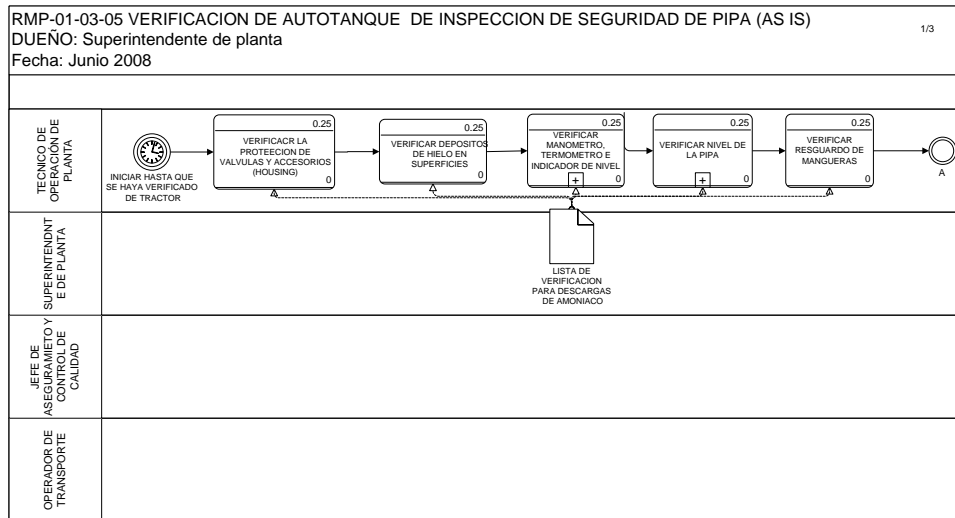 RMP-01-03-05 VERIFICACION DE AUTOTANQUE DE INSPECCION DE SEGURIDAD DE PIPA (AS IS)
DUEÑO: Superintendente de planta
Fecha: Junio 2008
1/3
TECNICO DE
OPERACIÓN DE
PLANTA
INICIAR HASTA QUE
SE HAYA VERIFICADO
DE TRACTOR
0.25
VERIFICACR LA
PROTEECION DE
VALVULAS Y ACCESORIOS
(HOUSING)
0
0.25
VERIFICAR DEPOSITOS
DE HIELO EN
SUPERFICIES
0
0.25
VERIFICAR
MANOMETRO,
TERMOMETRO E
INDICADOR DE NIVEL
+
0
0.25
VERIFICAR NIVEL DE
LA PIPA
+
0
0.25
VERIFICAR
RESGUARDO DE
MANGUERAS
0
A
LISTA DE
VERIFICACION
PARA DESCARGAS
DE AMONIACO
SUPERINTENDNT
E DE PLANTA
JEFE DE
ASEGURAMIETO Y
CONTROL DE
CALIDAD
OPERADOR DE
TRANSPORTE